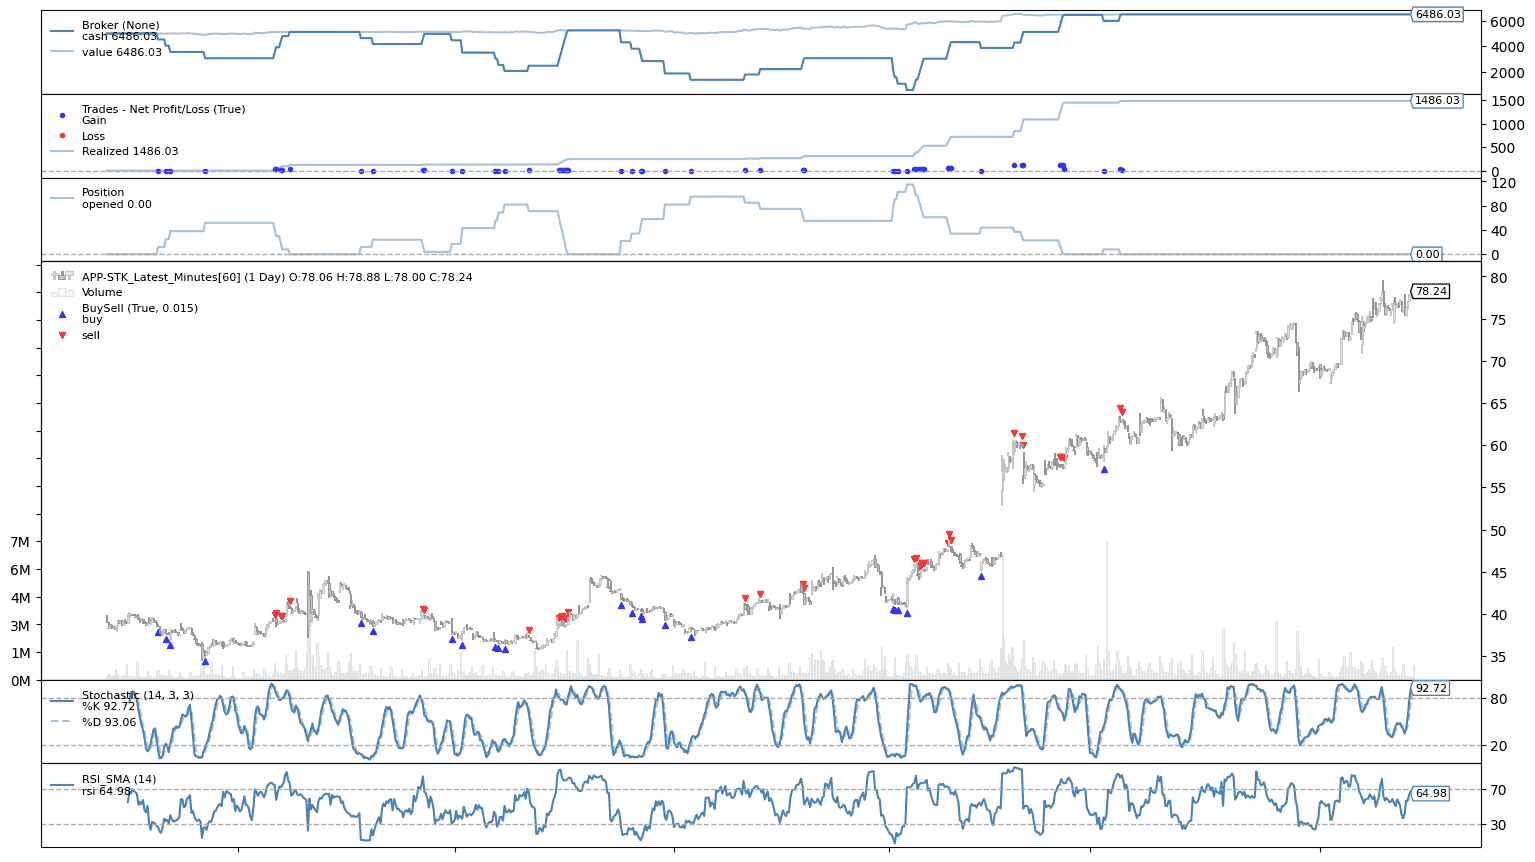 Broker (None)
cash 6486.03
value 6486.03
6486.03
6000
4000
2000
Trades - Net Profit/Loss (True)
Gain
Loss
Realized 1486.03
1500
1486.03
1000
500
0
Position
opened 0.00
120
80
40
0
0.00
APP-STK_Latest_Minutes[60] (1 Day) O:78.06 H:78.88 L:78.00 C:78.24
Volume
BuySell (True, 0.015)
buy
sell
80
78.24
75
70
65
60
55
50
45
40
35
7M
6M
4M
3M
1M
0M
Stochastic (14, 3, 3)
%K 92.72
%D 93.06
92.72
80
20
RSI_SMA (14)
rsi 64.98
70
64.98
30